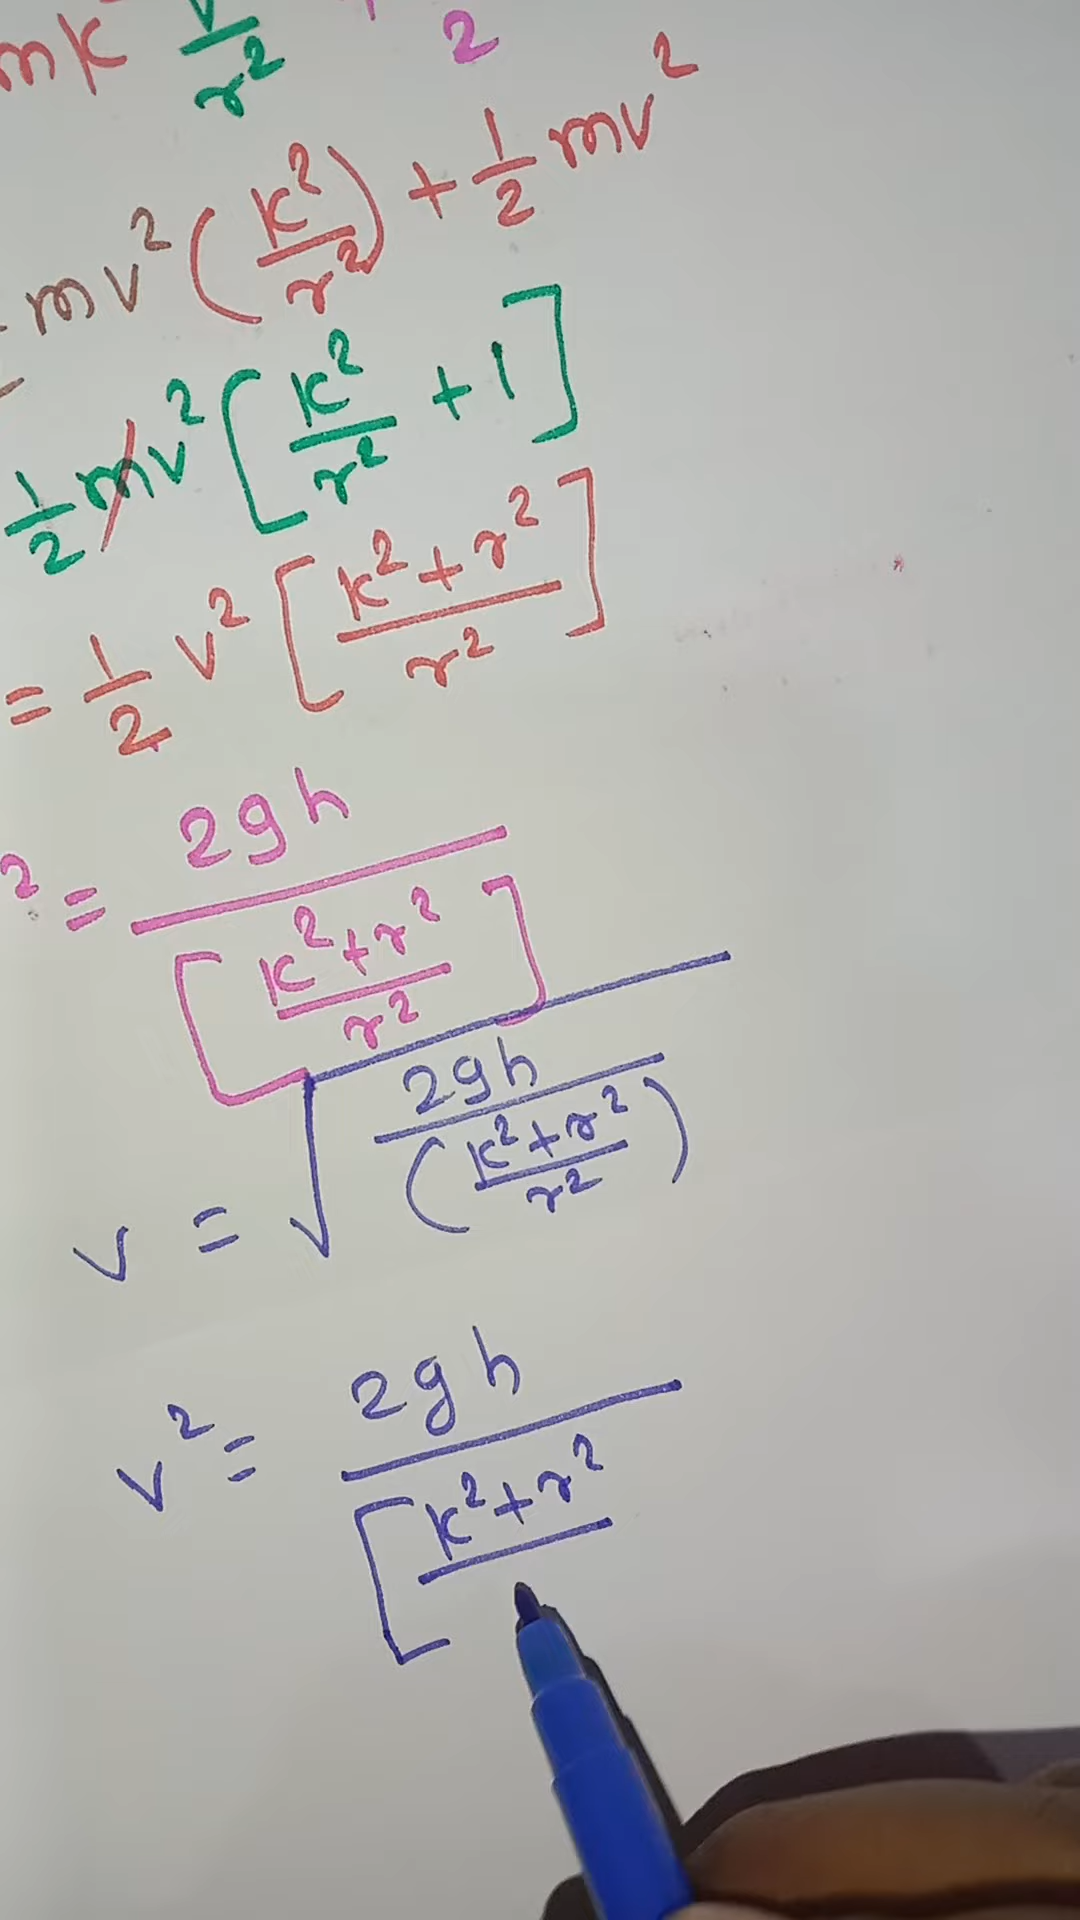 mk² v/r² 2
mv² (k²/r²) + 1/2 mv²
1/2 mv² [k²/r² + 1]
= 1/2 v² [k² + r²/r²]
² = 2gh/[k² + r²/r²]
v = √2gh/(k² + r²/r²)
v² = 2gh/[k² + r²